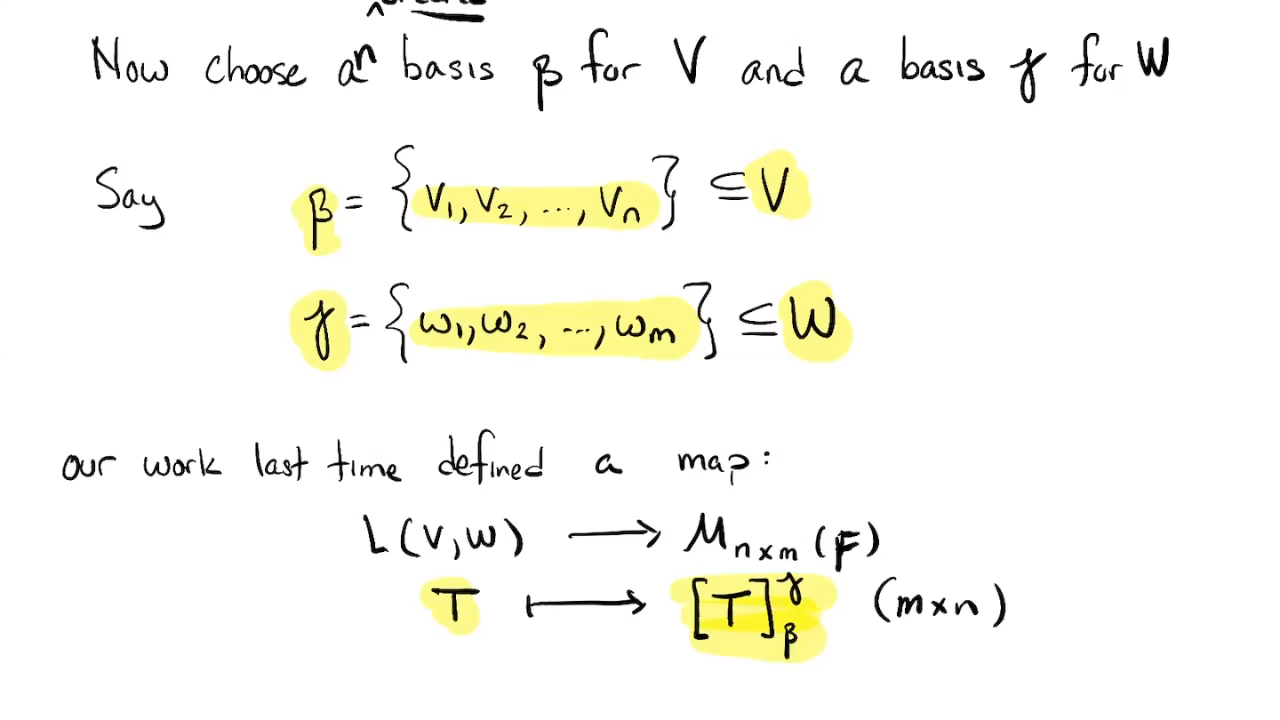 Now choose an basis β for V and a basis γ for W
Say β = {v₁, v₂, ..., vₙ} ⊆ V
γ = {w₁, w₂, ..., wₘ} ⊆ W
our work last time defined a map:
L(V,W) ⟶ Mₙₓₘ(F)
T ⟼ [T]ᵞᵦ (m×n)